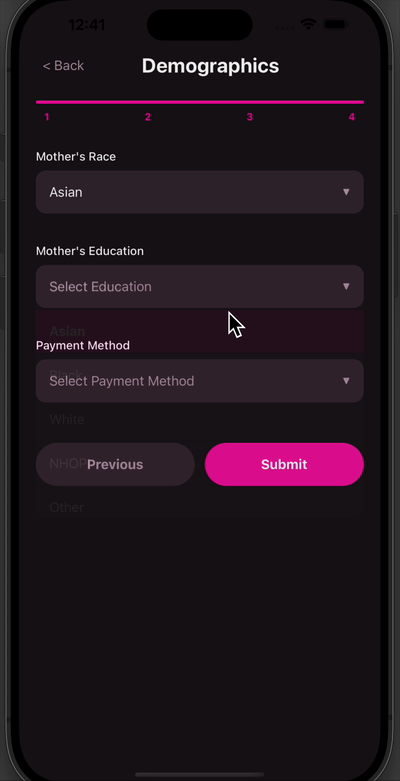 12:41
< Back
Demographics
1 2 3 4
Mother's Race
Asian
Mother's Education
Select Education
Asian
Payment Method
Black
Select Payment Method
White
NHOP
Previous
Submit
Other